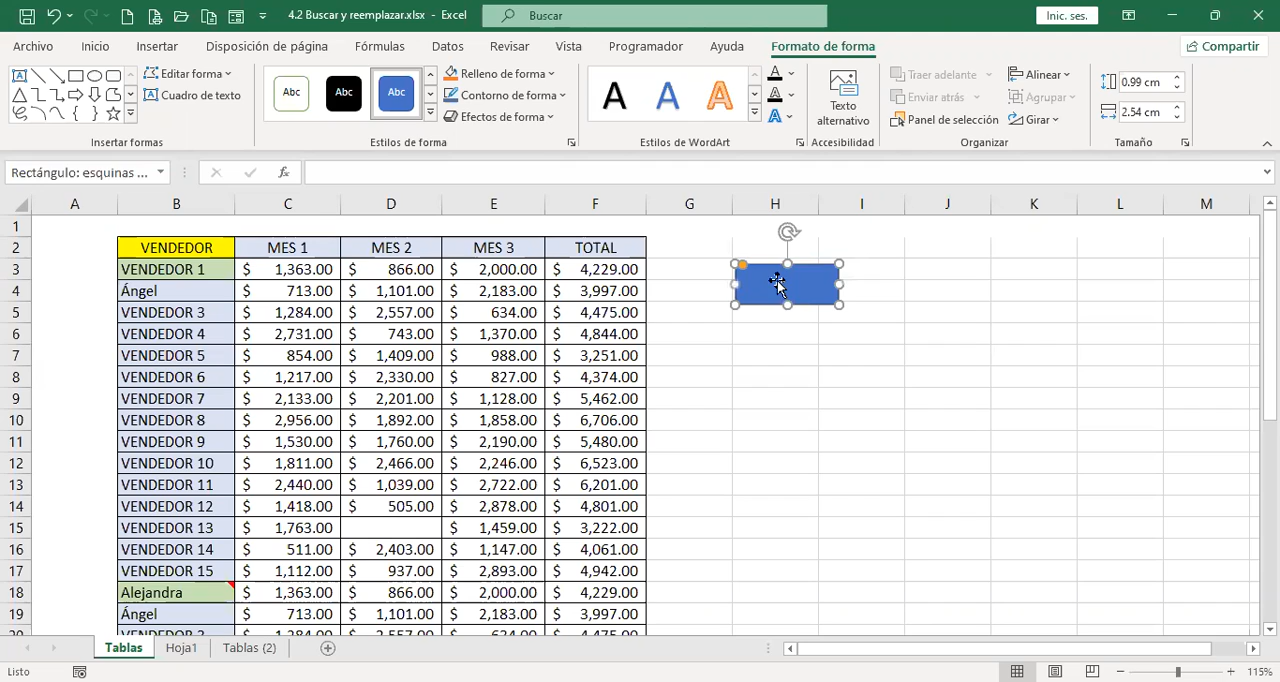 4.2 Buscar y reemplazar.xlsx - Excel
Buscar
Inic. ses.
Archivo Inicio Insertar Disposición de página Fórmulas Datos Revisar Vista Programador Ayuda Formato de forma
Compartir
Editar forma
Cuadro de texto
Insertar formas
Abc Abc Abc
Relleno de forma
Contorno de forma
Efectos de forma
Estilos de forma
A A A
A
A
A
Estilos de WordArt
Texto
alternativo
Accesibilidad
Traer adelante
Enviar atrás
Panel de selección
Alinear
Agrupar
Girar
Organizar
0.99 cm
2.54 cm
Tamaño
Rectángulo: esquinas ...
fx
A B C D E F G H I J K L M
1
2 VENDEDOR MES 1 MES 2 MES 3 TOTAL
3 VENDEDOR 1 $ 1,363.00 $ 866.00 $ 2,000.00 $ 4,229.00
4 Ángel $ 713.00 $ 1,101.00 $ 2,183.00 $ 3,997.00
5 VENDEDOR 3 $ 1,284.00 $ 2,557.00 $ 634.00 $ 4,475.00
6 VENDEDOR 4 $ 2,731.00 $ 743.00 $ 1,370.00 $ 4,844.00
7 VENDEDOR 5 $ 854.00 $ 1,409.00 $ 988.00 $ 3,251.00
8 VENDEDOR 6 $ 1,217.00 $ 2,330.00 $ 827.00 $ 4,374.00
9 VENDEDOR 7 $ 2,133.00 $ 2,201.00 $ 1,128.00 $ 5,462.00
10 VENDEDOR 8 $ 2,956.00 $ 1,892.00 $ 1,858.00 $ 6,706.00
11 VENDEDOR 9 $ 1,530.00 $ 1,760.00 $ 2,190.00 $ 5,480.00
12 VENDEDOR 10 $ 1,811.00 $ 2,466.00 $ 2,246.00 $ 6,523.00
13 VENDEDOR 11 $ 2,440.00 $ 1,039.00 $ 2,722.00 $ 6,201.00
14 VENDEDOR 12 $ 1,418.00 $ 505.00 $ 2,878.00 $ 4,801.00
15 VENDEDOR 13 $ 1,763.00 $ 1,459.00 $ 3,222.00
16 VENDEDOR 14 $ 511.00 $ 2,403.00 $ 1,147.00 $ 4,061.00
17 VENDEDOR 15 $ 1,112.00 $ 937.00 $ 2,893.00 $ 4,942.00
18 Alejandra $ 1,363.00 $ 866.00 $ 2,000.00 $ 4,229.00
19 Ángel $ 713.00 $ 1,101.00 $ 2,183.00 $ 3,997.00
20 VENDEDOR 3 $ 1,284.00 $ 2,557.00 $ 634.00 $ 4,475.00
Tablas Hoja1 Tablas (2)
Listo
115%